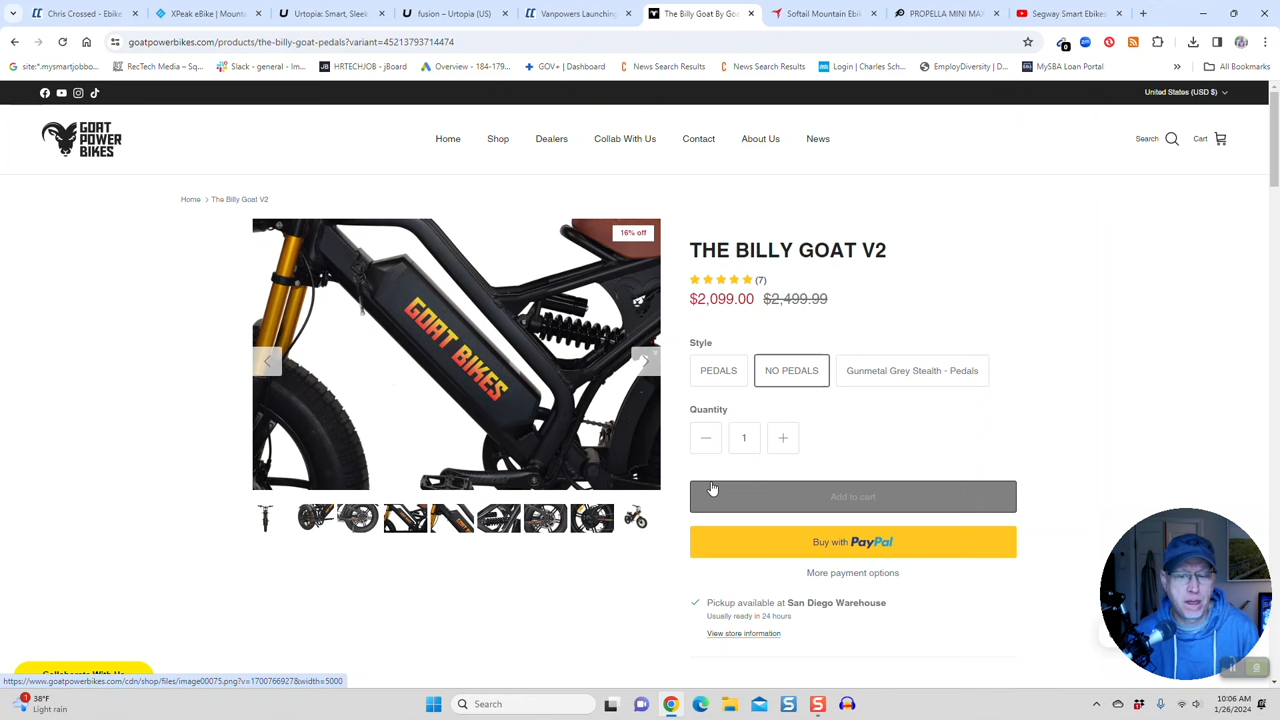 e Bikes - Color
XPeak eBike | Mount
Urtopia: Smart, Sleek
fusion – Urtopia (US)
Vanpowers Launching
The Billy Goat By Go
Softail Mountain Ebik
PROPELLA MINI MAX
Segway Smart Ebikes
goatpowerbikes.com/products/the-billy-goat-pedals?variant=45213793714474
site:*.mysmartjobbo...
RecTech Media – Sq...
Slack - general - Im...
HRTECH/OB - jBoard
Overview – 184-179...
GOV+ | Dashboard
News Search Results
News Search Results
Login | Charles Sch...
EmployDiversity | D...
MySBA Loan Portal
All Bookmarks
United States (USD $)
GOAT
POWER
BIKES
Home
Shop
Dealers
Collab With Us
Contact
About Us
News
Search
Cart
Home > The Billy Goat V2
16% off
GOAT BIKES
THE BILLY GOAT V2
(7)
$2,099.00 $2,499.99
Style
PEDALS
NO PEDALS
Gunmetal Grey Stealth - Pedals
Quantity
1
Add to cart
Buy with PayPal
More payment options
Pickup available at San Diego Warehouse
Usually ready in 24 hours
View store information
https://www.goatpowerbikes.com/cdn/shop/files/image00075.png?v=1700766927&width=5000
1
38°F
Light rain
Search
10:06 AM
1/26/2024